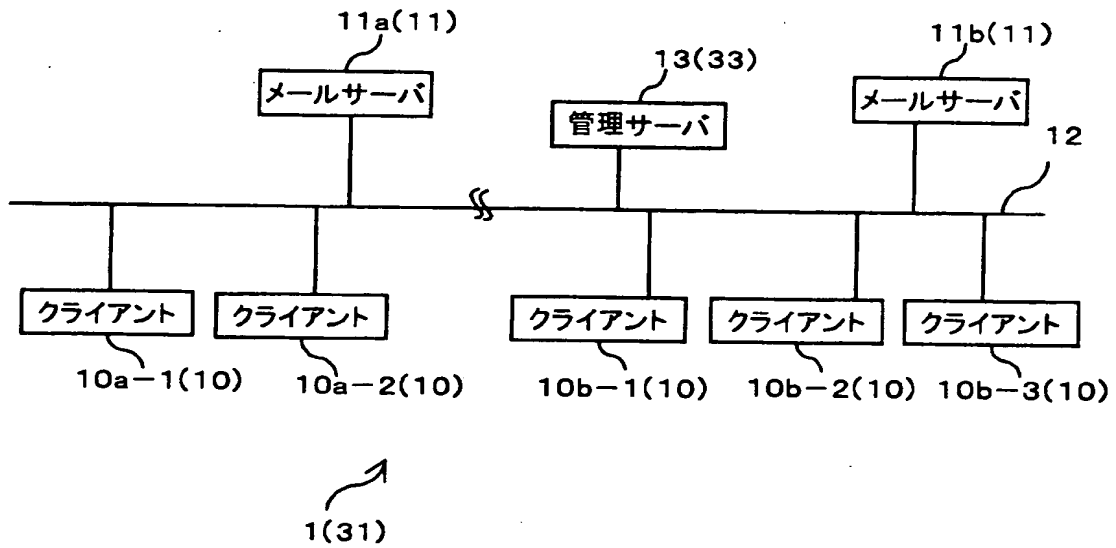 11a(11)
13(33)
11b(11)
メールサーバ
管理サーバ
メールサーバ
12
クライアント
クライアント
クライアント
クライアント
クライアント
10a-1(10)
10a-2(10)
10b-1(10)
10b-2(10)
10b-3(10)
1(31)